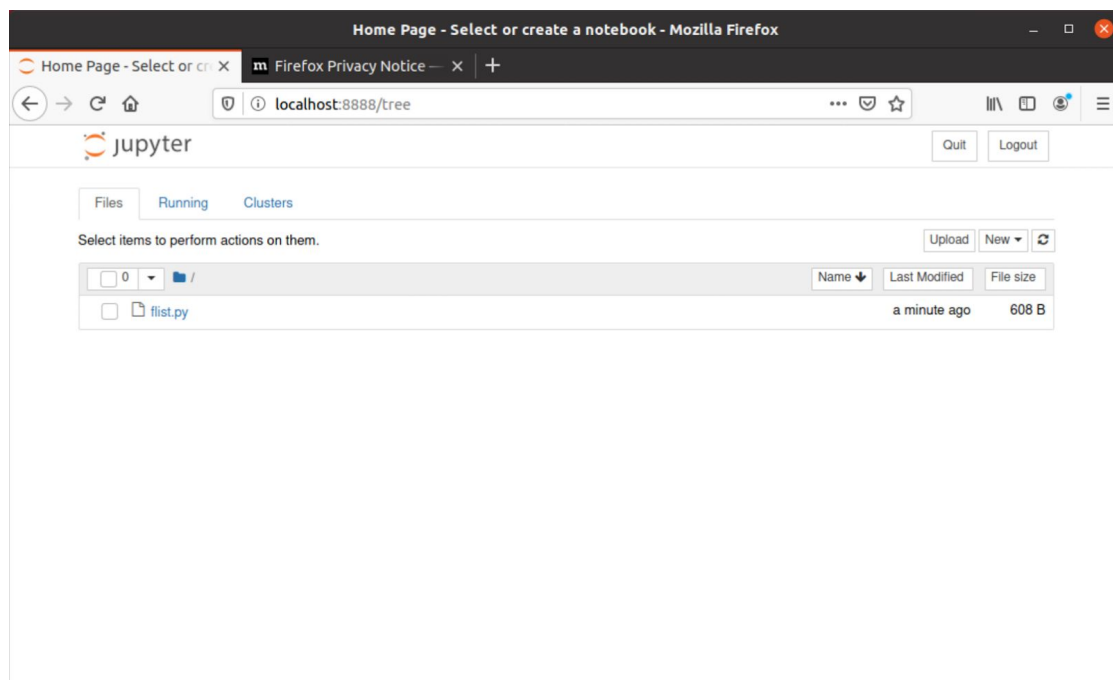 Home Page - Select or create a notebook - Mozilla Firefox
Home Page - Select or cr
Firefox Privacy Notice —
localhost:8888/tree
jupyter
Quit
Logout
Files
Running
Clusters
Select items to perform actions on them.
Upload
New
0
/
Name
Last Modified
File size
flist.py
a minute ago
608 B